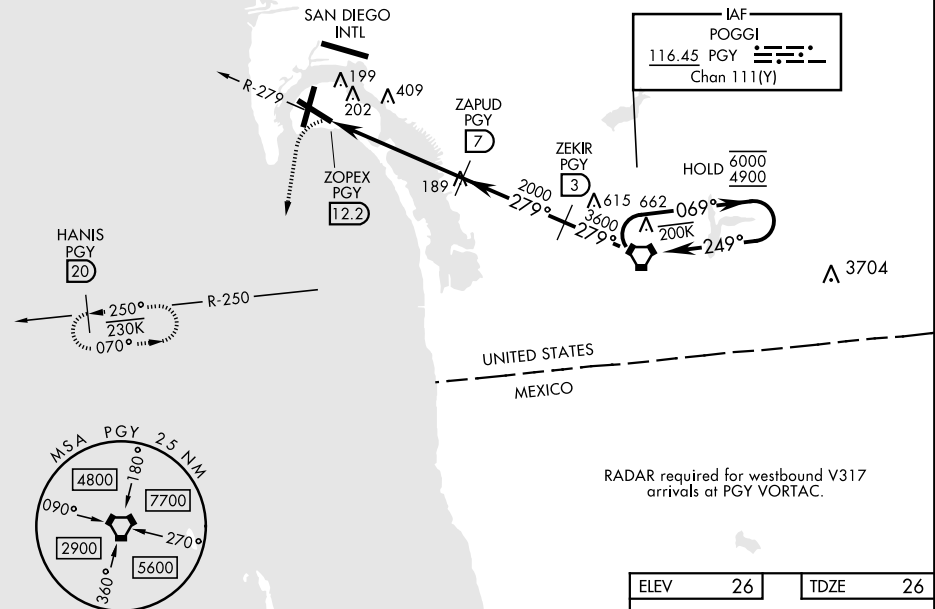 SAN DIEGO
INTL
IAF
POGGI
116.45 PGY
Chan 111(Y)
R-279
199
202
409
ZAPUD
PGY
7
ZEKIR
PGY
3
HOLD 6000
4900
ZOPEX
PGY
12.2
189
2000
279°
3600
279°
615
662
200K
069°
249°
3704
HANIS
PGY
20
250°
R-250
230K
070°
UNITED STATES
MEXICO
MSA PGY 25 NM
180°
4800
7700
090°
270°
2900
5600
360°
RADAR required for westbound V317
arrivals at PGY VORTAC.
ELEV 26
TDZE 26